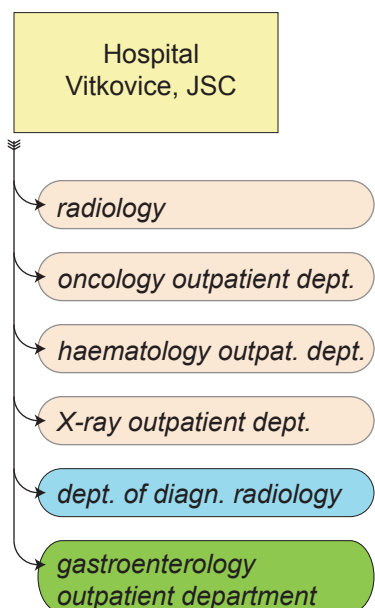 Hospital
Vitkovice, JSC
radiology
oncology outpatient dept.
haematology outpat. dept.
X-ray outpatient dept.
dept. of diagn. radiology
gastroenterology
outpatient department